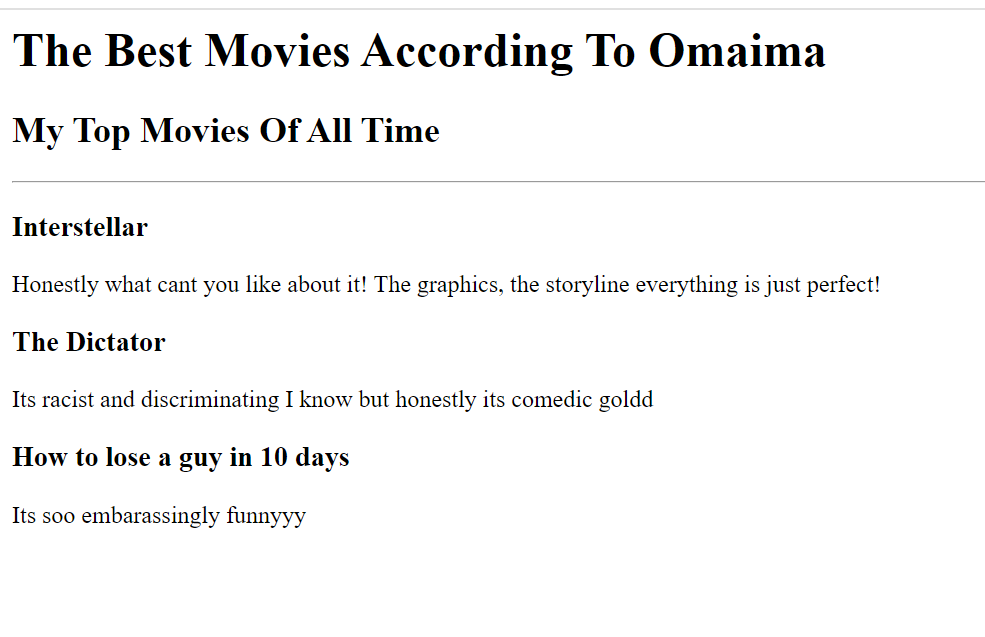 The Best Movies According To Omaima
My Top Movies Of All Time
Interstellar
Honestly what cant you like about it! The graphics, the storyline everything is just perfect!
The Dictator
Its racist and discriminating I know but honestly its comedic goldd
How to lose a guy in 10 days
Its soo embarassingly funnyyy